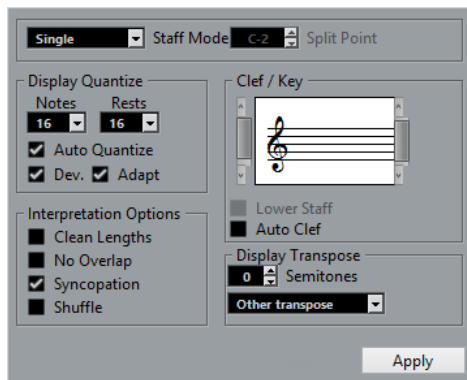 Single Staff Mode C-2 Split Point
Display Quantize
Notes Rests
16 16
Auto Quantize
Dev. Adapt
Interpretation Options
Clean Lengths
No Overlap
Syncopation
Shuffle
Clef / Key
Lower Staff
Auto Clef
Display Transpose
0 Semitones
Other transpose
Apply